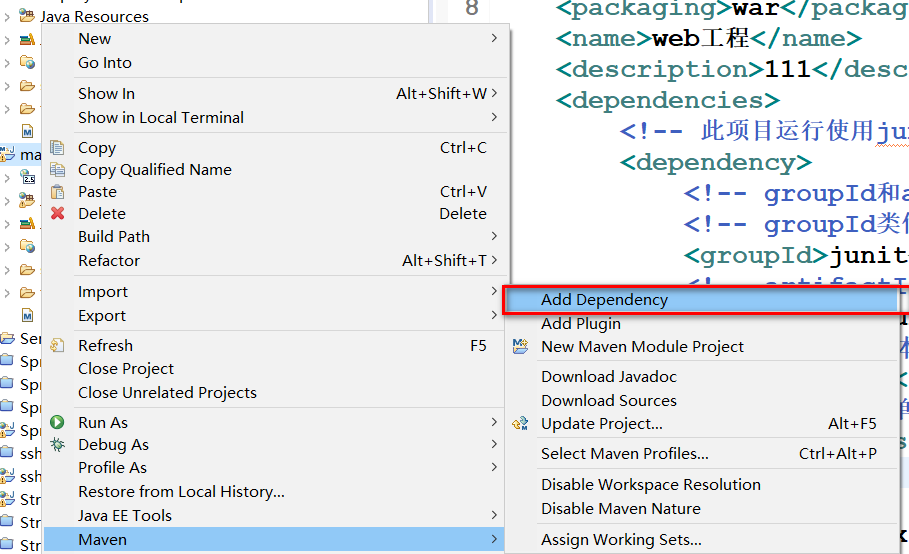 Java Resources
New
Go Into
Show In Alt+Shift+W
Show in Local Terminal
Copy Ctrl+C
Copy Qualified Name
Paste Ctrl+V
Delete Delete
Build Path
Refactor Alt+Shift+T
Import
Export
Refresh F5
Close Project
Close Unrelated Projects
Run As
Debug As
Profile As
Restore from Local History...
Java EE Tools
Maven
Add Dependency
Add Plugin
New Maven Module Project
Download Javadoc
Download Sources
Update Project... Alt+F5
Select Maven Profiles... Ctrl+Alt+P
Disable Workspace Resolution
Disable Maven Nature
Assign Working Sets...
ma
Ser
Spr
Spr
Spr
Spr
ssh
ssh
Str
Str
Str
8
<packaging>war</packag
<name>web工程</name>
<description>111</desc
<dependencies>
<!-- 此项目运行使用jun
<dependency>
<!-- groupId和a
<!-- groupId类
<groupId>junit